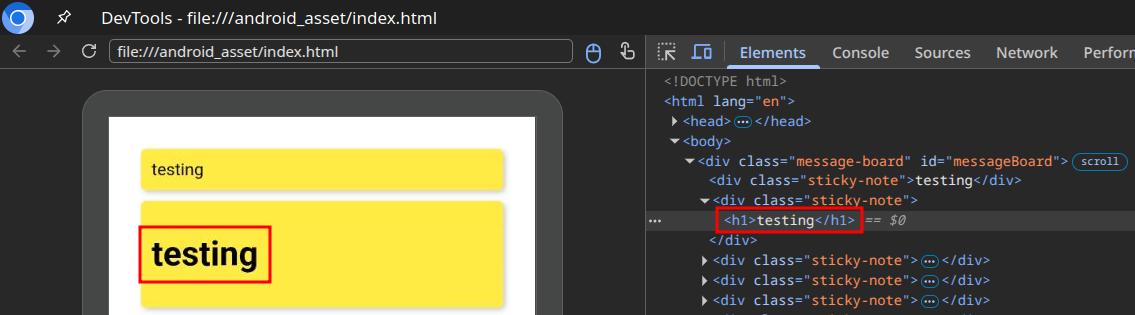 DevTools - file:///android_asset/index.html
file:///android_asset/index.html
Elements Console Sources Network Perform
testing
testing
<!DOCTYPE html>
<html lang="en">
<head> ⋯ </head>
<body>
<div class="message-board" id="messageBoard"> scroll
<div class="sticky-note">testing</div>
<div class="sticky-note">
<h1>testing</h1> == $0
</div>
<div class="sticky-note"> ⋯ </div>
<div class="sticky-note"> ⋯ </div>
<div class="sticky-note"> ⋯ </div>